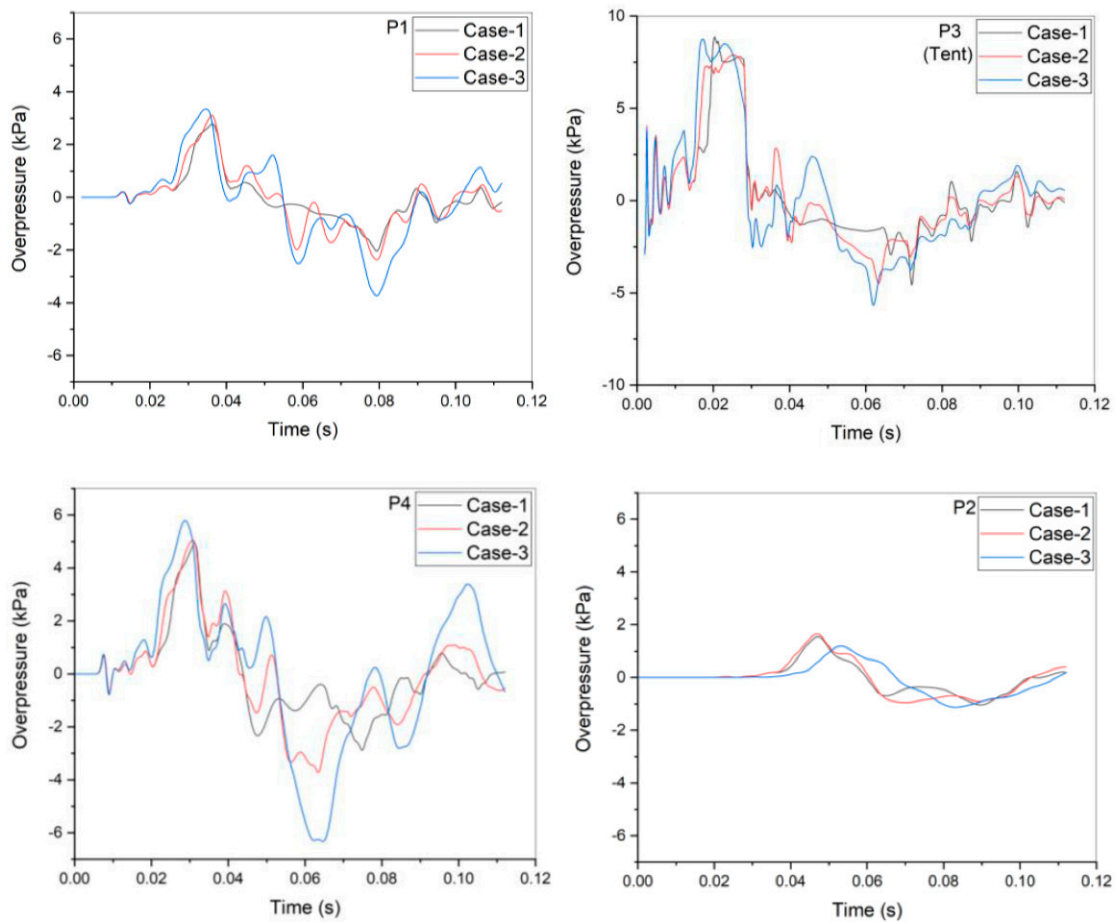 P1
Case-1
Case-2
Case-3
6
4
2
0
-2
-4
-6
Overpressure (kPa)
0.00 0.02 0.04 0.06 0.08 0.10 0.12
Time (s)
P3
(Tent)
Case-1
Case-2
Case-3
10
5
0
-5
-10
Overpressure (kPa)
0.00 0.02 0.04 0.06 0.08 0.10 0.12
Time (s)
P4
Case-1
Case-2
Case-3
6
4
2
0
-2
-4
-6
Overpressure (kPa)
0.00 0.02 0.04 0.06 0.08 0.10 0.12
Time (s)
P2
Case-1
Case-2
Case-3
6
4
2
0
-2
-4
-6
Overpressure (kPa)
0.00 0.02 0.04 0.06 0.08 0.10 0.12
Time (s)